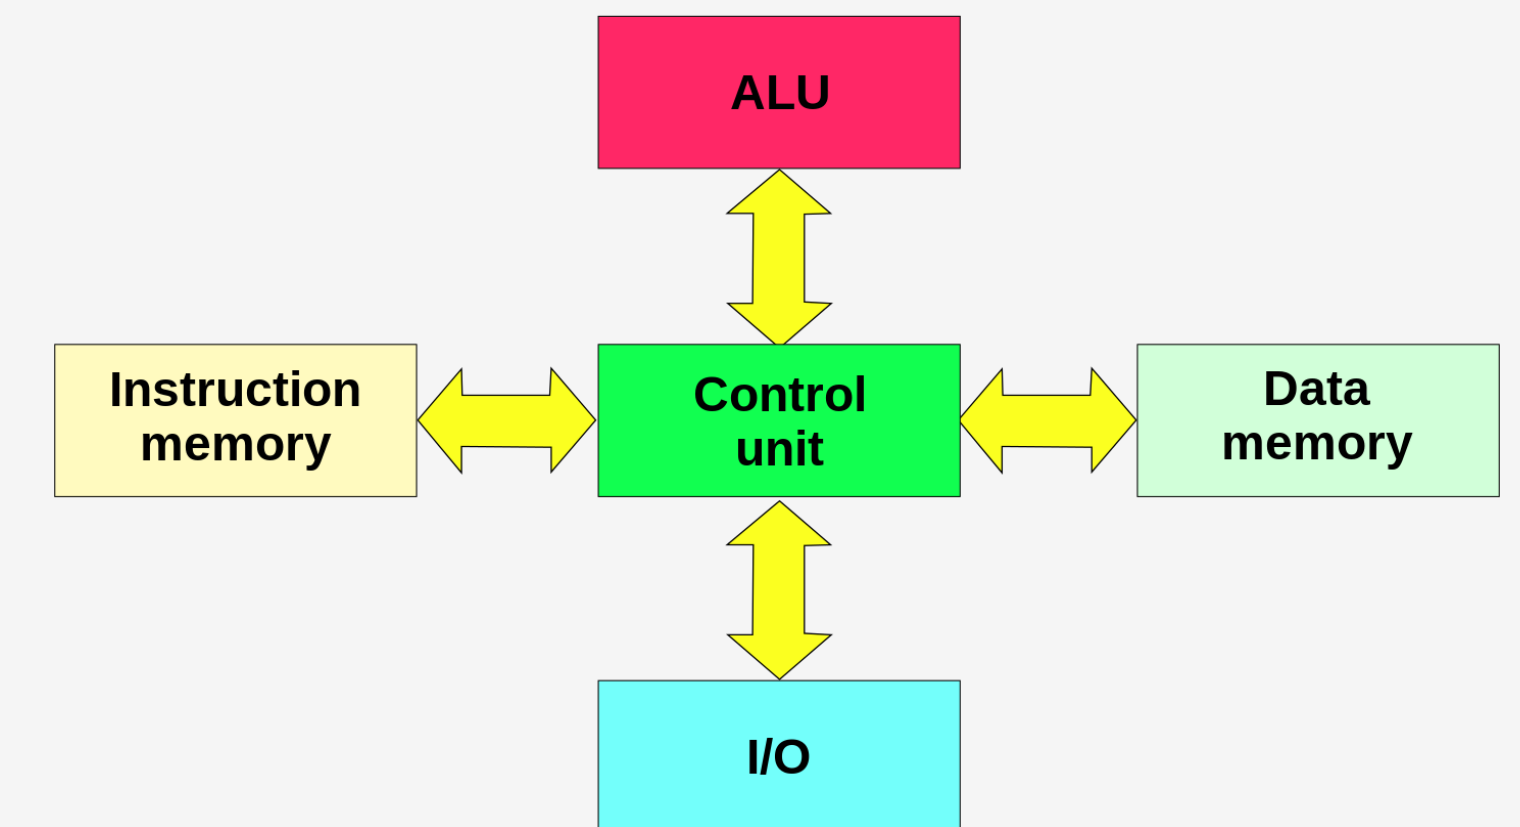 ALU
Instruction
memory
Control
unit
Data
memory
I/O